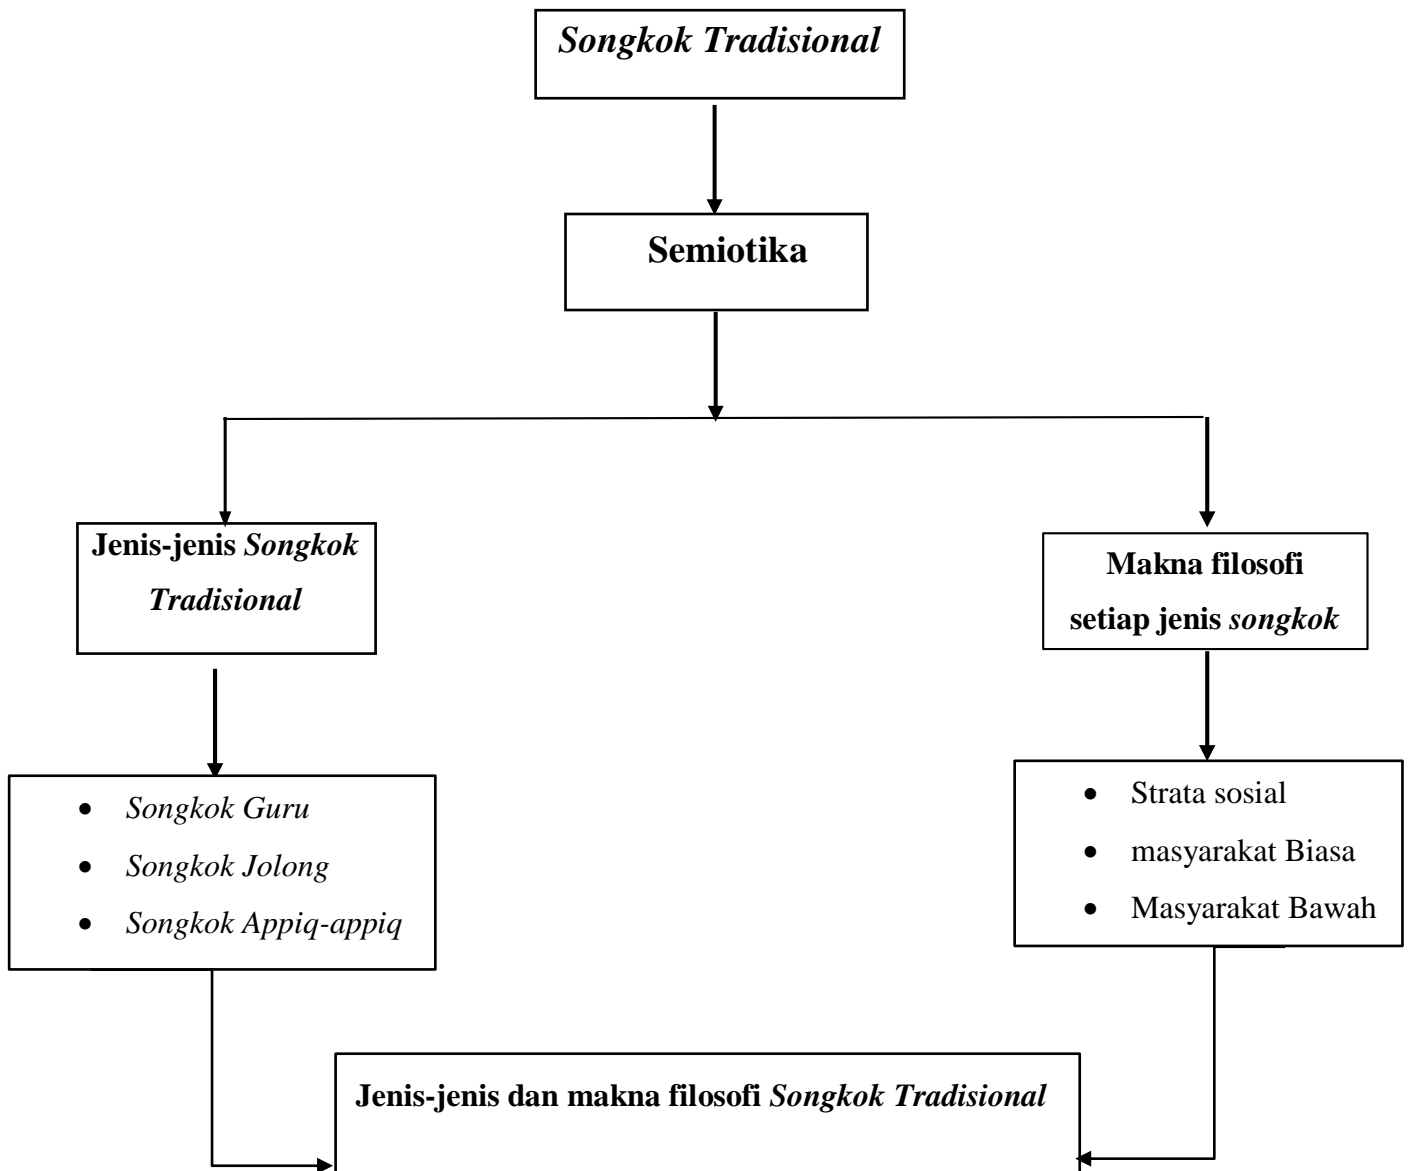 Songkok Tradisional
Semiotika
Jenis-jenis Songkok
Tradisional
Makna filosofi
setiap jenis songkok
• Songkok Guru
• Songkok Jolong
• Songkok Appiq-appiq
• Strata sosial
• masyarakat Biasa
• Masyarakat Bawah
Jenis-jenis dan makna filosofi Songkok Tradisional